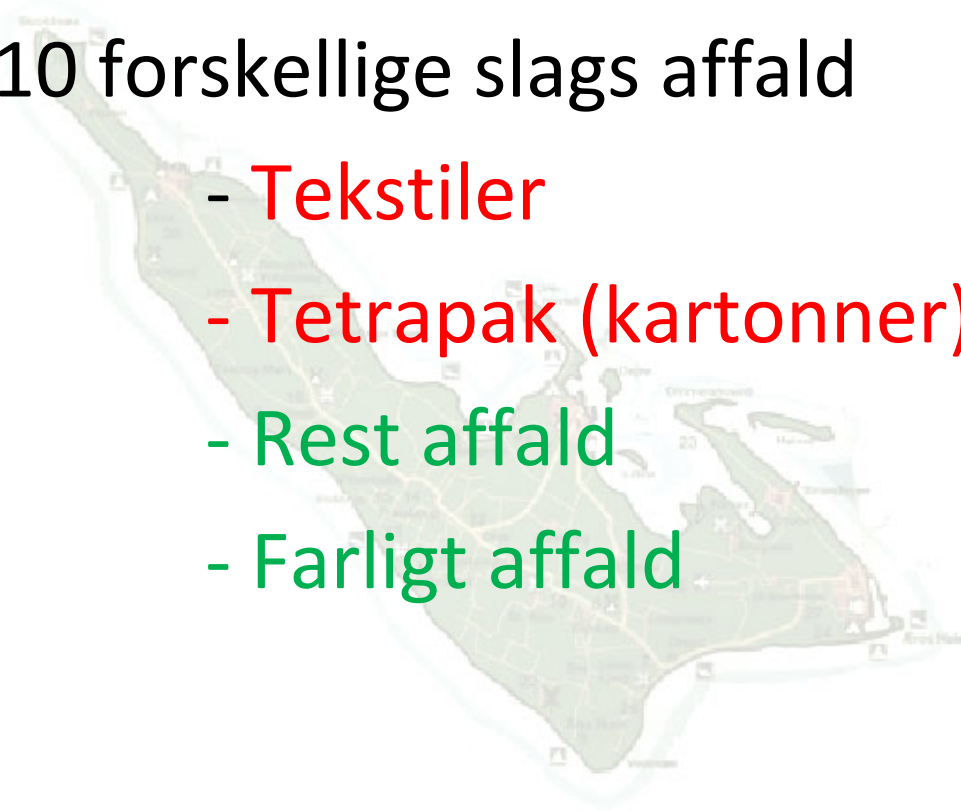 10 forskellige slags affald
- Tekstiler
- Tetrapak (kartonner)
- Rest affald
- Farligt affald